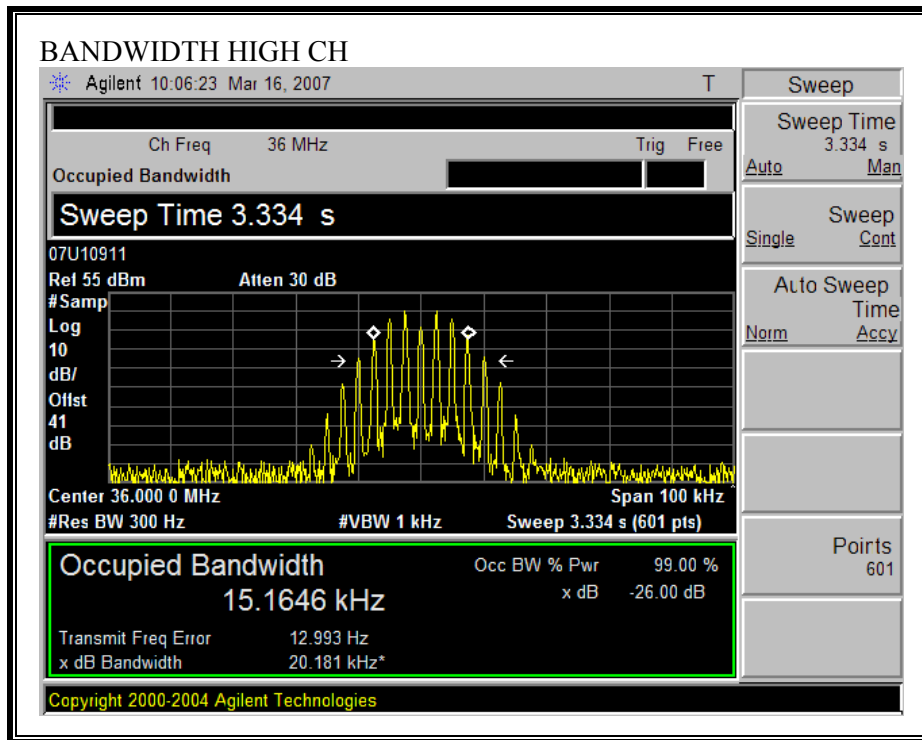 BANDWIDTH HIGH CH
Agilent 10:06:23 Mar 16, 2007 T
Ch Freq 36 MHz Trig Free
Occupied Bandwidth
Sweep Time 3.334 s
07U10911
Ref 55 dBm Atten 30 dB
#Samp
Log
10
dB/
Offst
41
dB
Center 36.000 0 MHz Span 100 kHz
#Res BW 300 Hz #VBW 1 kHz Sweep 3.334 s (601 pts)
Occupied Bandwidth
15.1646 kHz
Occ BW % Pwr 99.00 %
x dB -26.00 dB
Transmit Freq Error 12.993 Hz
x dB Bandwidth 20.181 kHz*
Copyright 2000-2004 Agilent Technologies
Sweep
Sweep Time
3.334 s
Auto Man
Sweep
Single Cont
Auto Sweep
Time
Norm Accy
Points
601